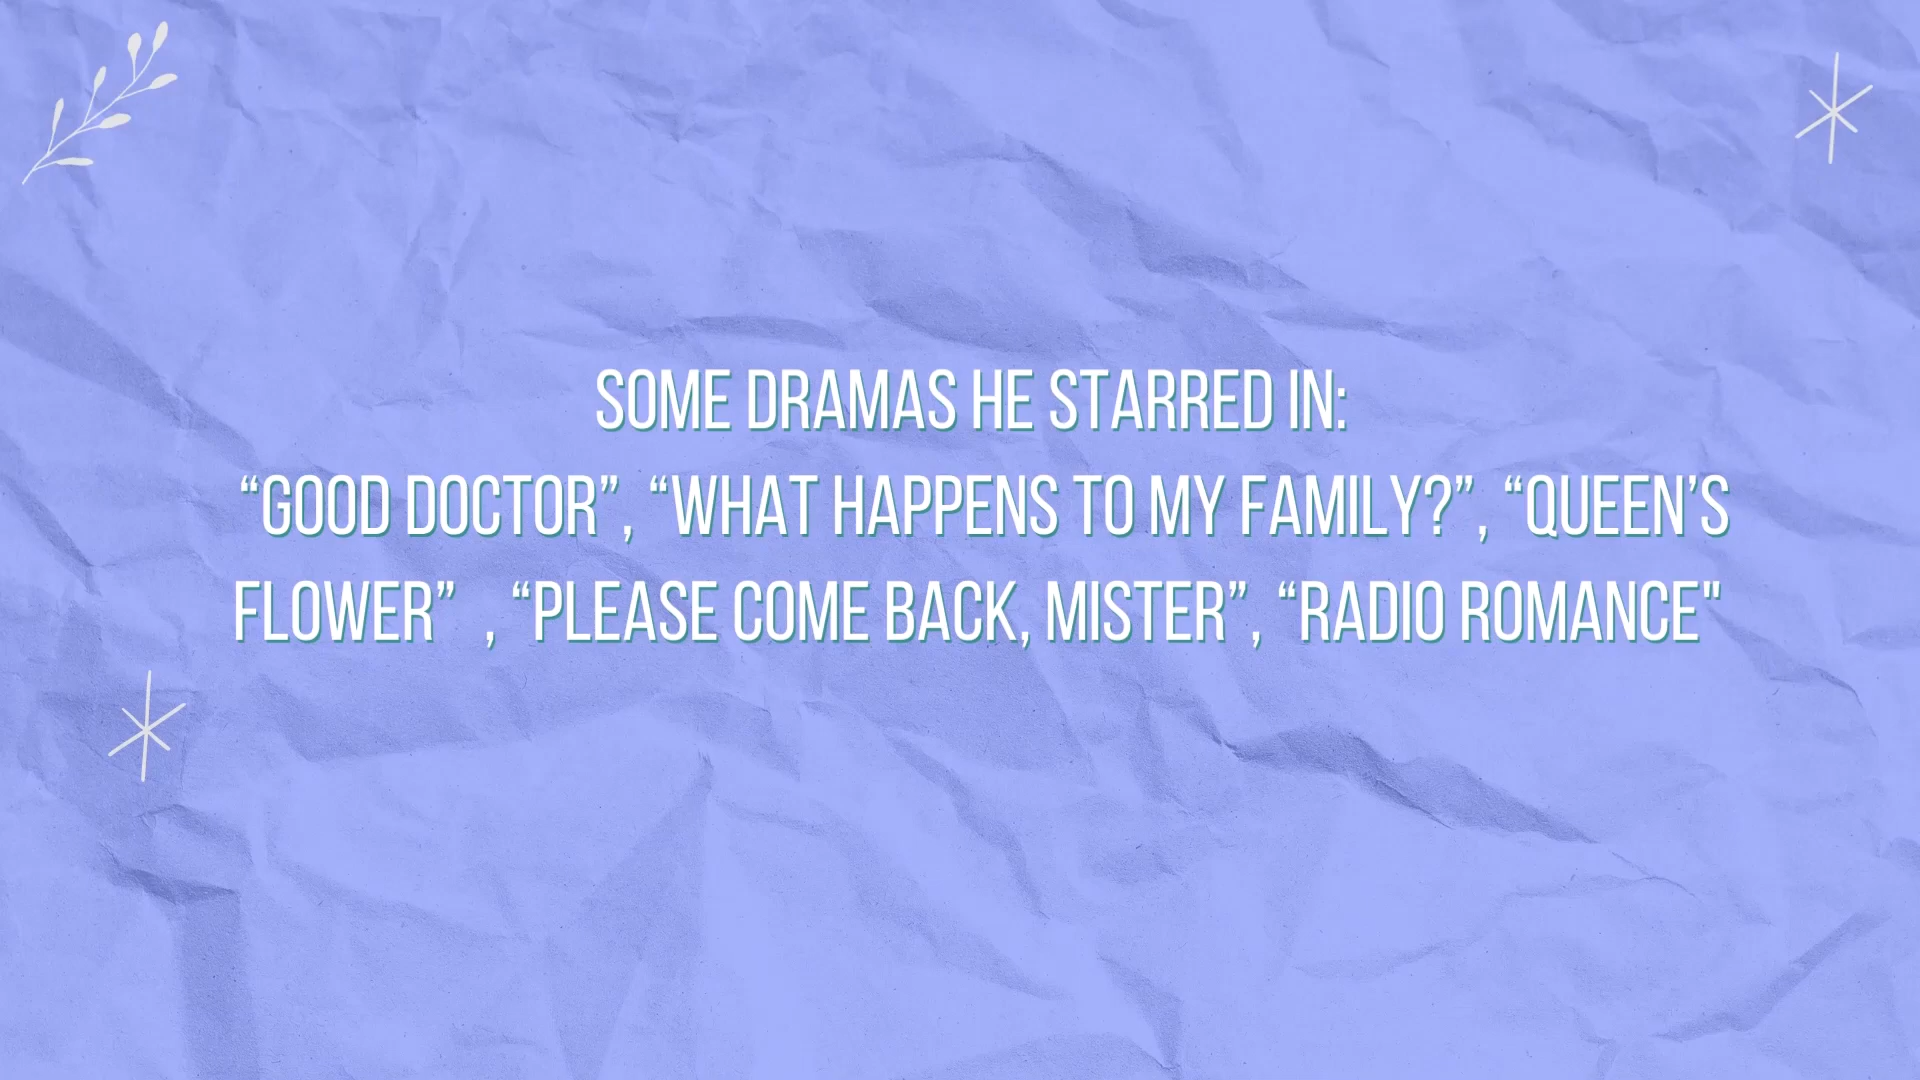 SOME DRAMAS HE STARRED IN:
“GOOD DOCTOR”, “WHAT HAPPENS TO MY FAMILY?”, “QUEEN’S
FLOWER” , “PLEASE COME BACK, MISTER”, “RADIO ROMANCE"